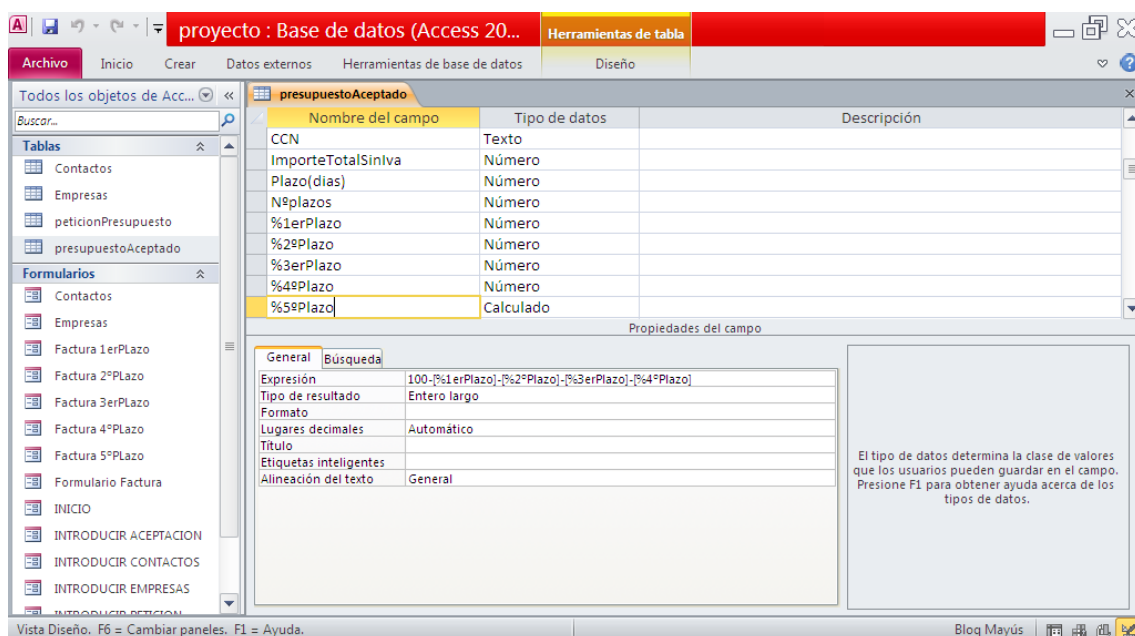 proyecto : Base de datos (Access 20...
Herramientas de tabla
Archivo Inicio Crear Datos externos Herramientas de base de datos Diseño
Todos los objetos de Acc... «
Buscar...
Tablas
Contactos
Empresas
peticionPresupuesto
presupuestoAceptado
Formularios
Contactos
Empresas
Factura 1erPLazo
Factura 2ºPLazo
Factura 3erPLazo
Factura 4ºPLazo
Factura 5ºPLazo
Formulario Factura
INICIO
INTRODUCIR ACEPTACION
INTRODUCIR CONTACTOS
INTRODUCIR EMPRESAS
INTRODUCIR PETICION
presupuestoAceptado
Nombre del campo Tipo de datos Descripción
CCN Texto
ImporteTotalSinIva Número
Plazo(dias) Número
Nºplazos Número
%1erPlazo Número
%2ºPlazo Número
%3erPlazo Número
%4ºPlazo Número
%5ºPlazo Calculado
Propiedades del campo
General Búsqueda
Expresión 100-[%1erPlazo]-[%2ºPlazo]-[%3erPlazo]-[%4ºPlazo]
Tipo de resultado Entero largo
Formato
Lugares decimales Automático
Título
Etiquetas inteligentes
Alineación del texto General
El tipo de datos determina la clase de valores
que los usuarios pueden guardar en el campo.
Presione F1 para obtener ayuda acerca de los
tipos de datos.
Vista Diseño. F6 = Cambiar paneles. F1 = Ayuda. Bloq Mayús